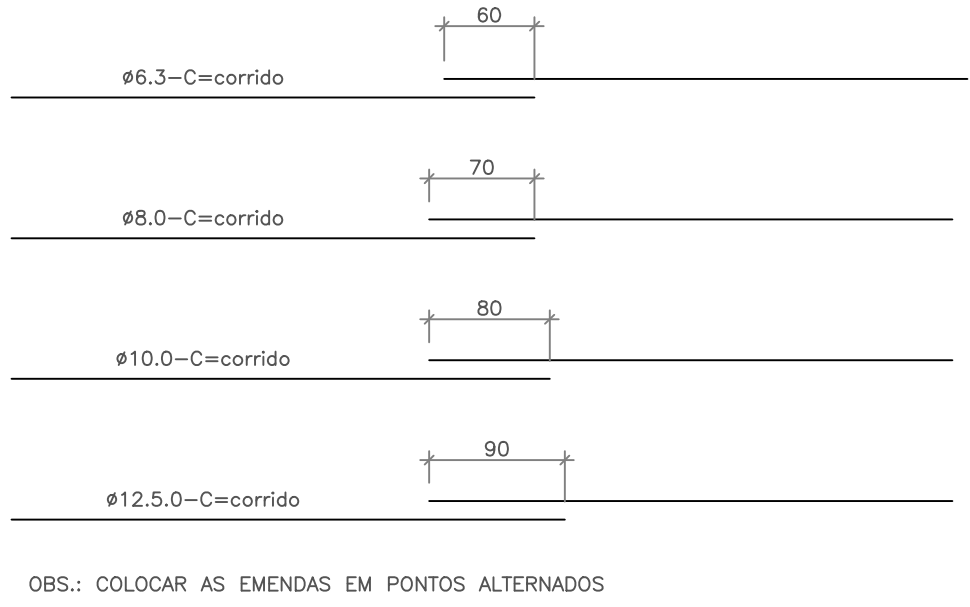 60
ø6.3-C=corrido
70
ø8.0-C=corrido
80
ø10.0-C=corrido
90
ø12.5.0-C=corrido
OBS.: COLOCAR AS EMENDAS EM PONTOS ALTERNADOS